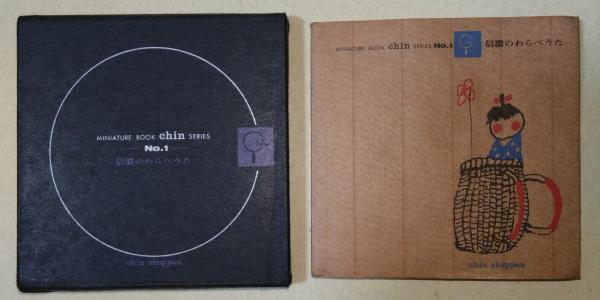 MINIATURE BOOK chin SERIES
No.1
信濃のわらべうた
chin shuppan
MINIATURE BOOK chin SERIES No.1 信濃のわらべうた
chin shuppan